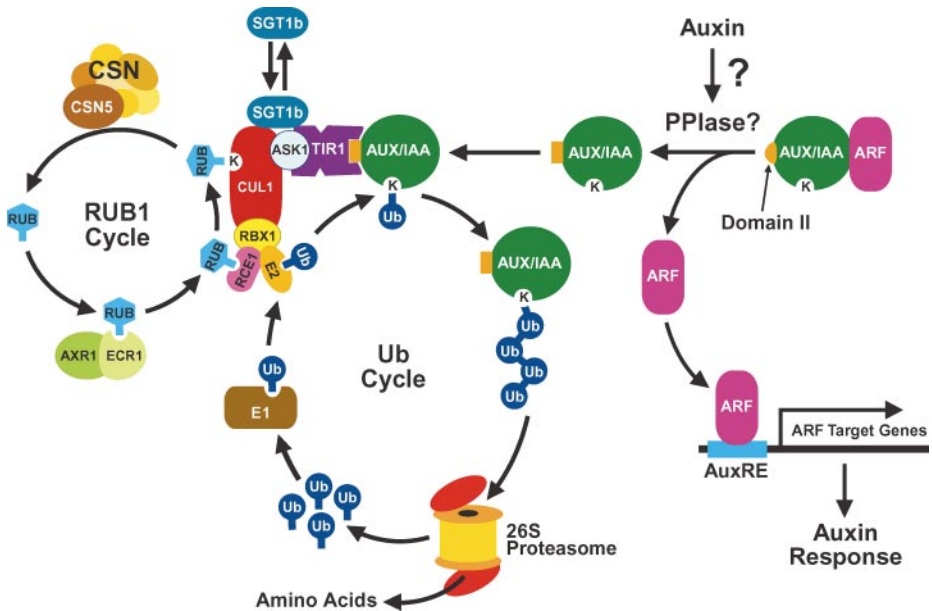 SGT1b
Auxin
?
CSN
CSN5
SGT1b
PPIase?
RUB
K
ASK1
TIR1
AUX/IAA
AUX/IAA
AUX/IAA
ARF
K
CUL1
K
K
Ub
Domain II
RUB
RUB1
Cycle
RBX1
RUB
RCE1
E2
Ub
AUX/IAA
ARF
K
RUB
Ub
AXR1
ECR1
Ub
Cycle
Ub
Ub
Ub
Ub
E1
ARF
ARF Target Genes
AuxRE
Ub
Ub
Ub
Ub
26S
Proteasome
Auxin
Response
Amino Acids